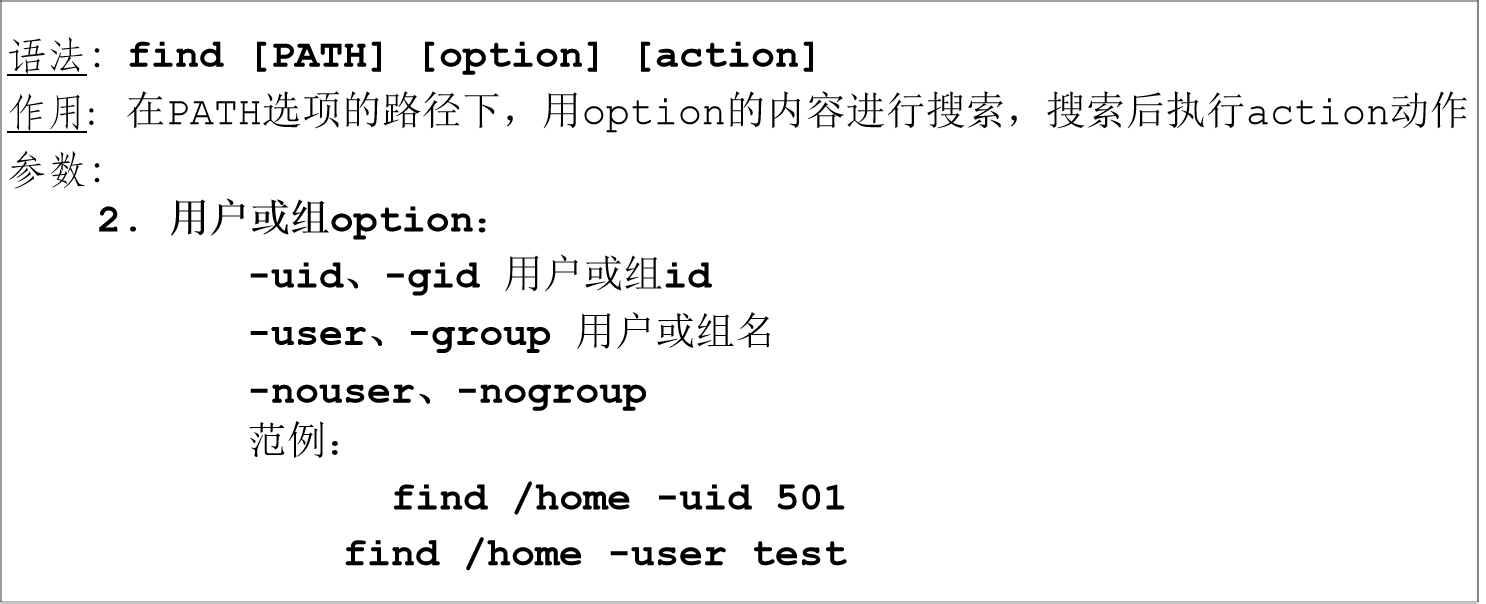 语法: find [PATH] [option] [action]
作用: 在PATH选项的路径下，用option的内容进行搜索，搜索后执行action动作
参数:
2. 用户或组option:
-uid、-gid 用户或组id
-user、-group 用户或组名
-nouser、-nogroup
范例:
find /home -uid 501
find /home -user test